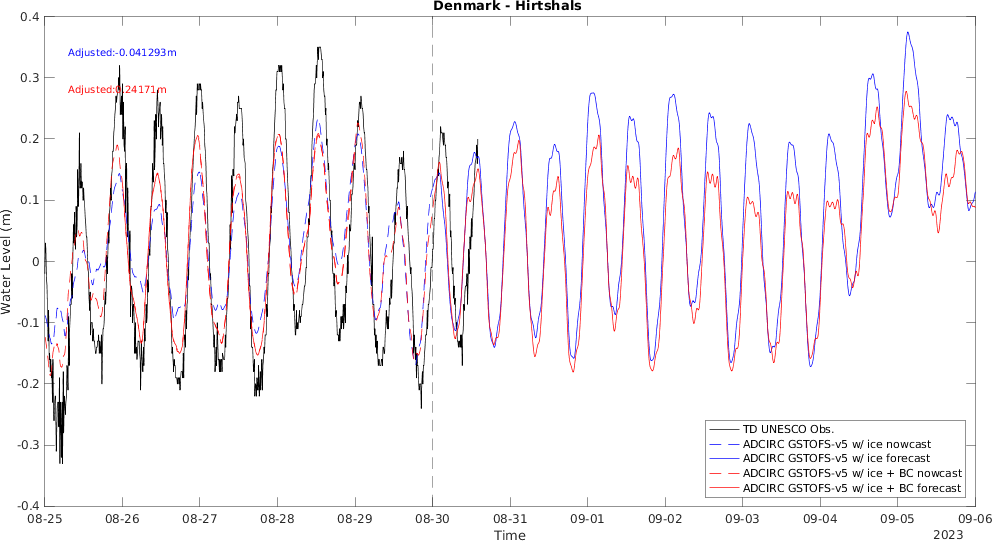 Denmark - Hirtshals
0.4
0.3
0.2
0.1
0
-0.1
-0.2
-0.3
-0.4
Water Level (m)
Adjusted:-0.041293m
Adjusted:0.24171m
TD UNESCO Obs.
ADCIRC GSTOFS-v5 w/ ice nowcast
ADCIRC GSTOFS-v5 w/ ice forecast
ADCIRC GSTOFS-v5 w/ ice + BC nowcast
ADCIRC GSTOFS-v5 w/ ice + BC forecast
08-25 08-26 08-27 08-28 08-29 08-30 08-31 09-01 09-02 09-03 09-04 09-05 09-06
Time
2023